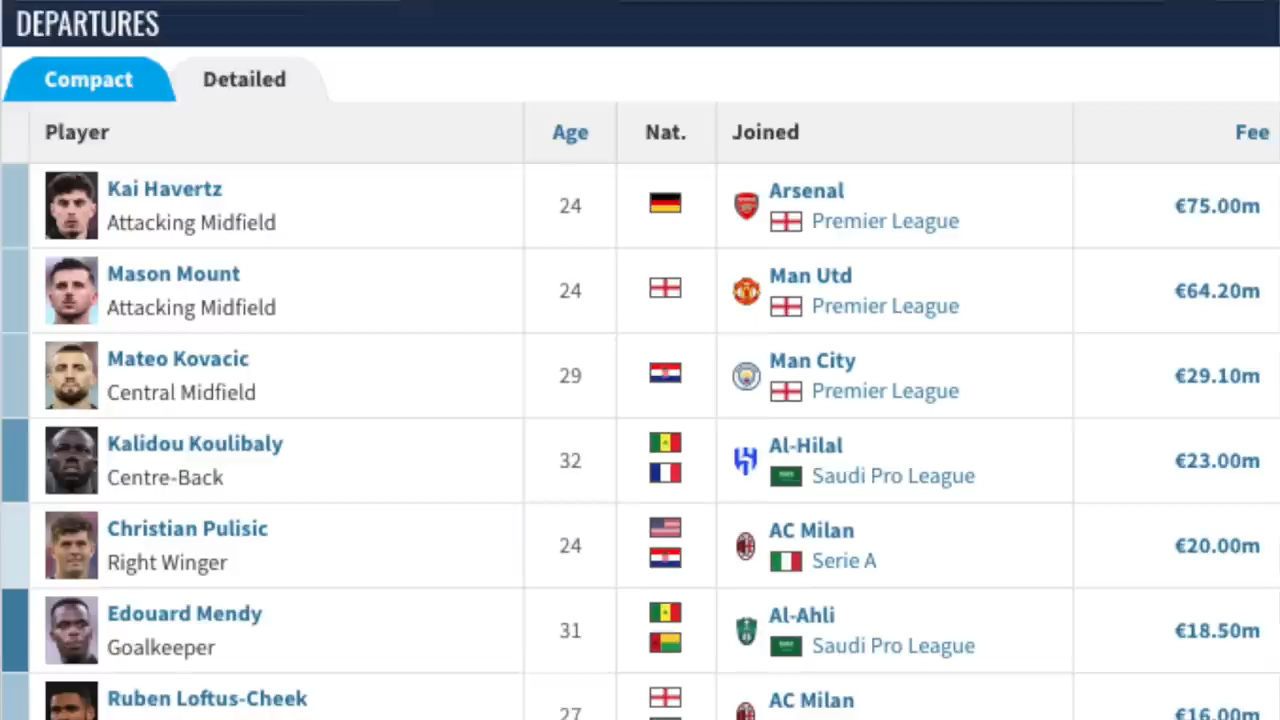 DEPARTURES
Compact Detailed
Player Age Nat. Joined Fee
Kai Havertz
Attacking Midfield
24
Arsenal
Premier League
€75.00m
Mason Mount
Attacking Midfield
24
Man Utd
Premier League
€64.20m
Mateo Kovacic
Central Midfield
29
Man City
Premier League
€29.10m
Kalidou Koulibaly
Centre-Back
32
Al-Hilal
Saudi Pro League
€23.00m
Christian Pulisic
Right Winger
24
AC Milan
Serie A
€20.00m
Edouard Mendy
Goalkeeper
31
Al-Ahli
Saudi Pro League
€18.50m
Ruben Loftus-Cheek
27
AC Milan
€16.00m